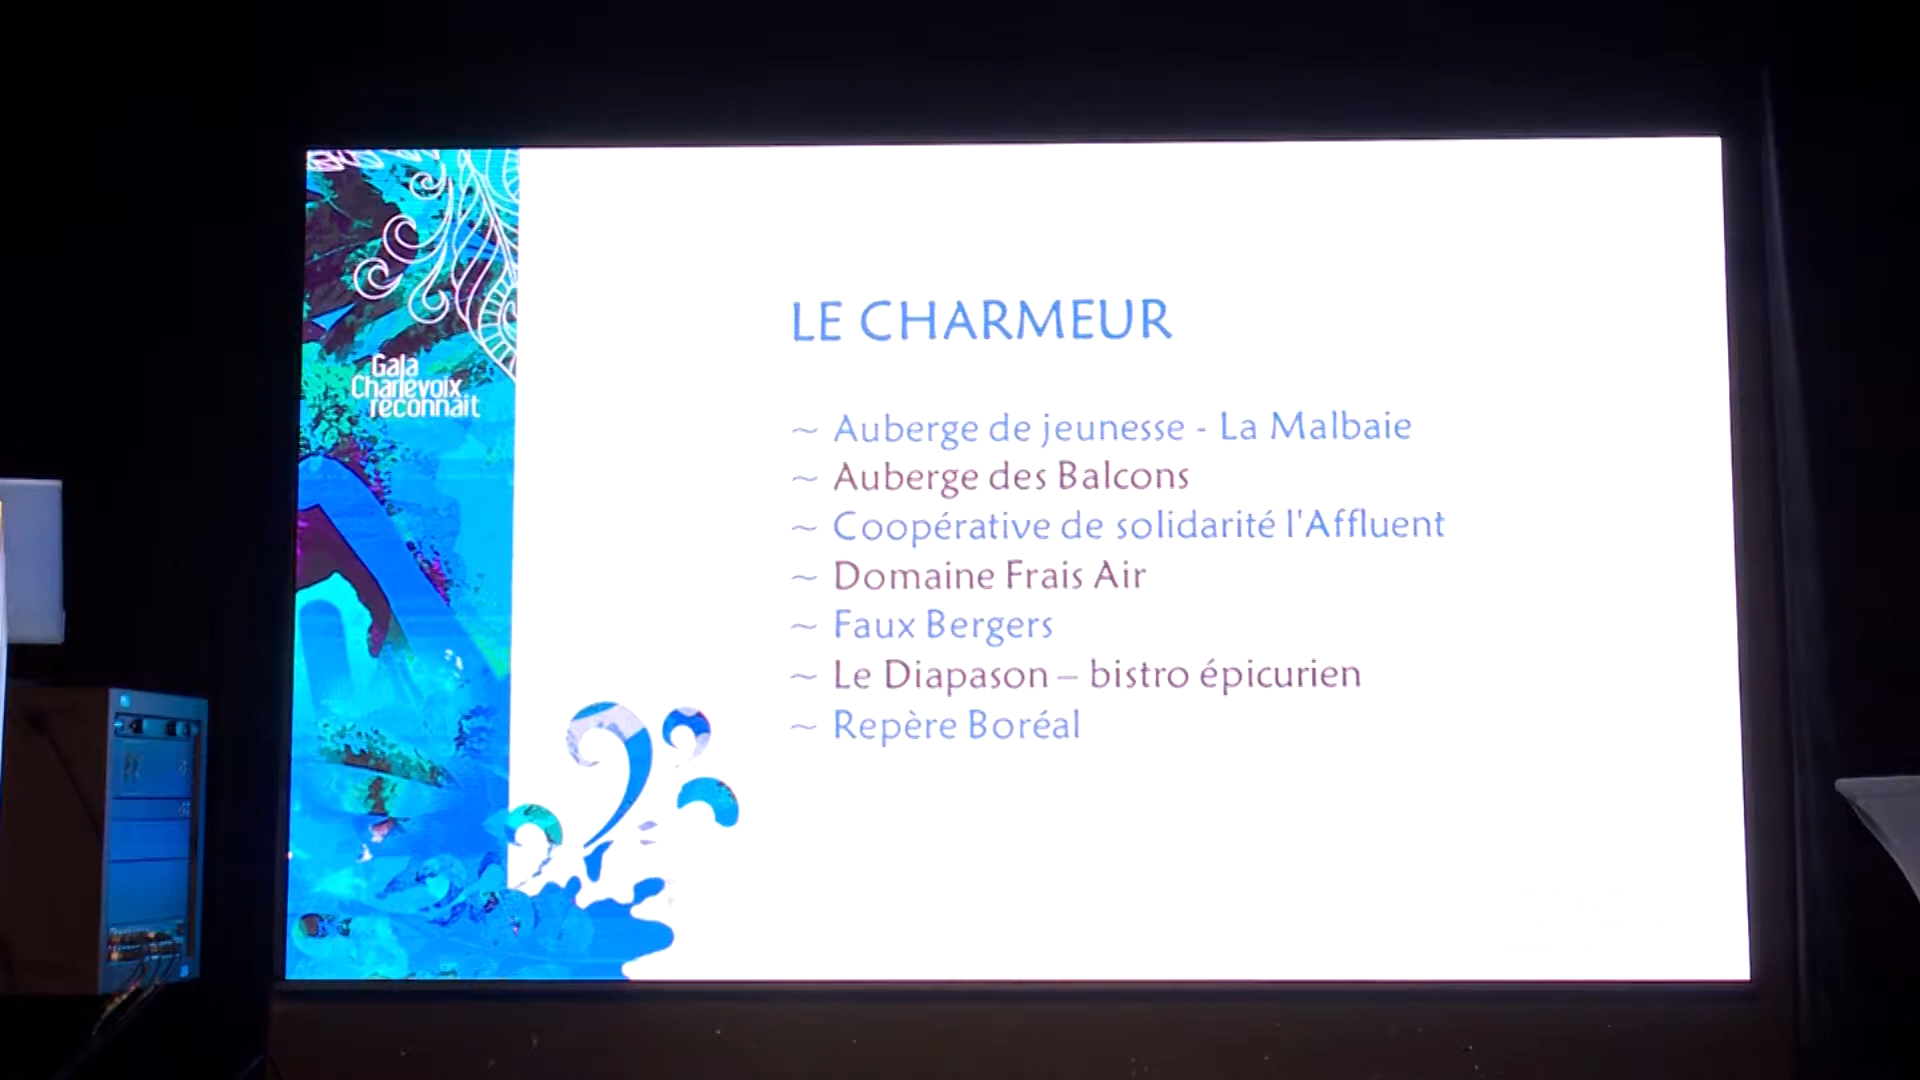 Gala
Charlevoix
reconnaît
LE CHARMEUR
~ Auberge de jeunesse - La Malbaie
~ Auberge des Balcons
~ Coopérative de solidarité l'Affluent
~ Domaine Frais Air
~ Faux Bergers
~ Le Diapason – bistro épicurien
~ Repère Boréal